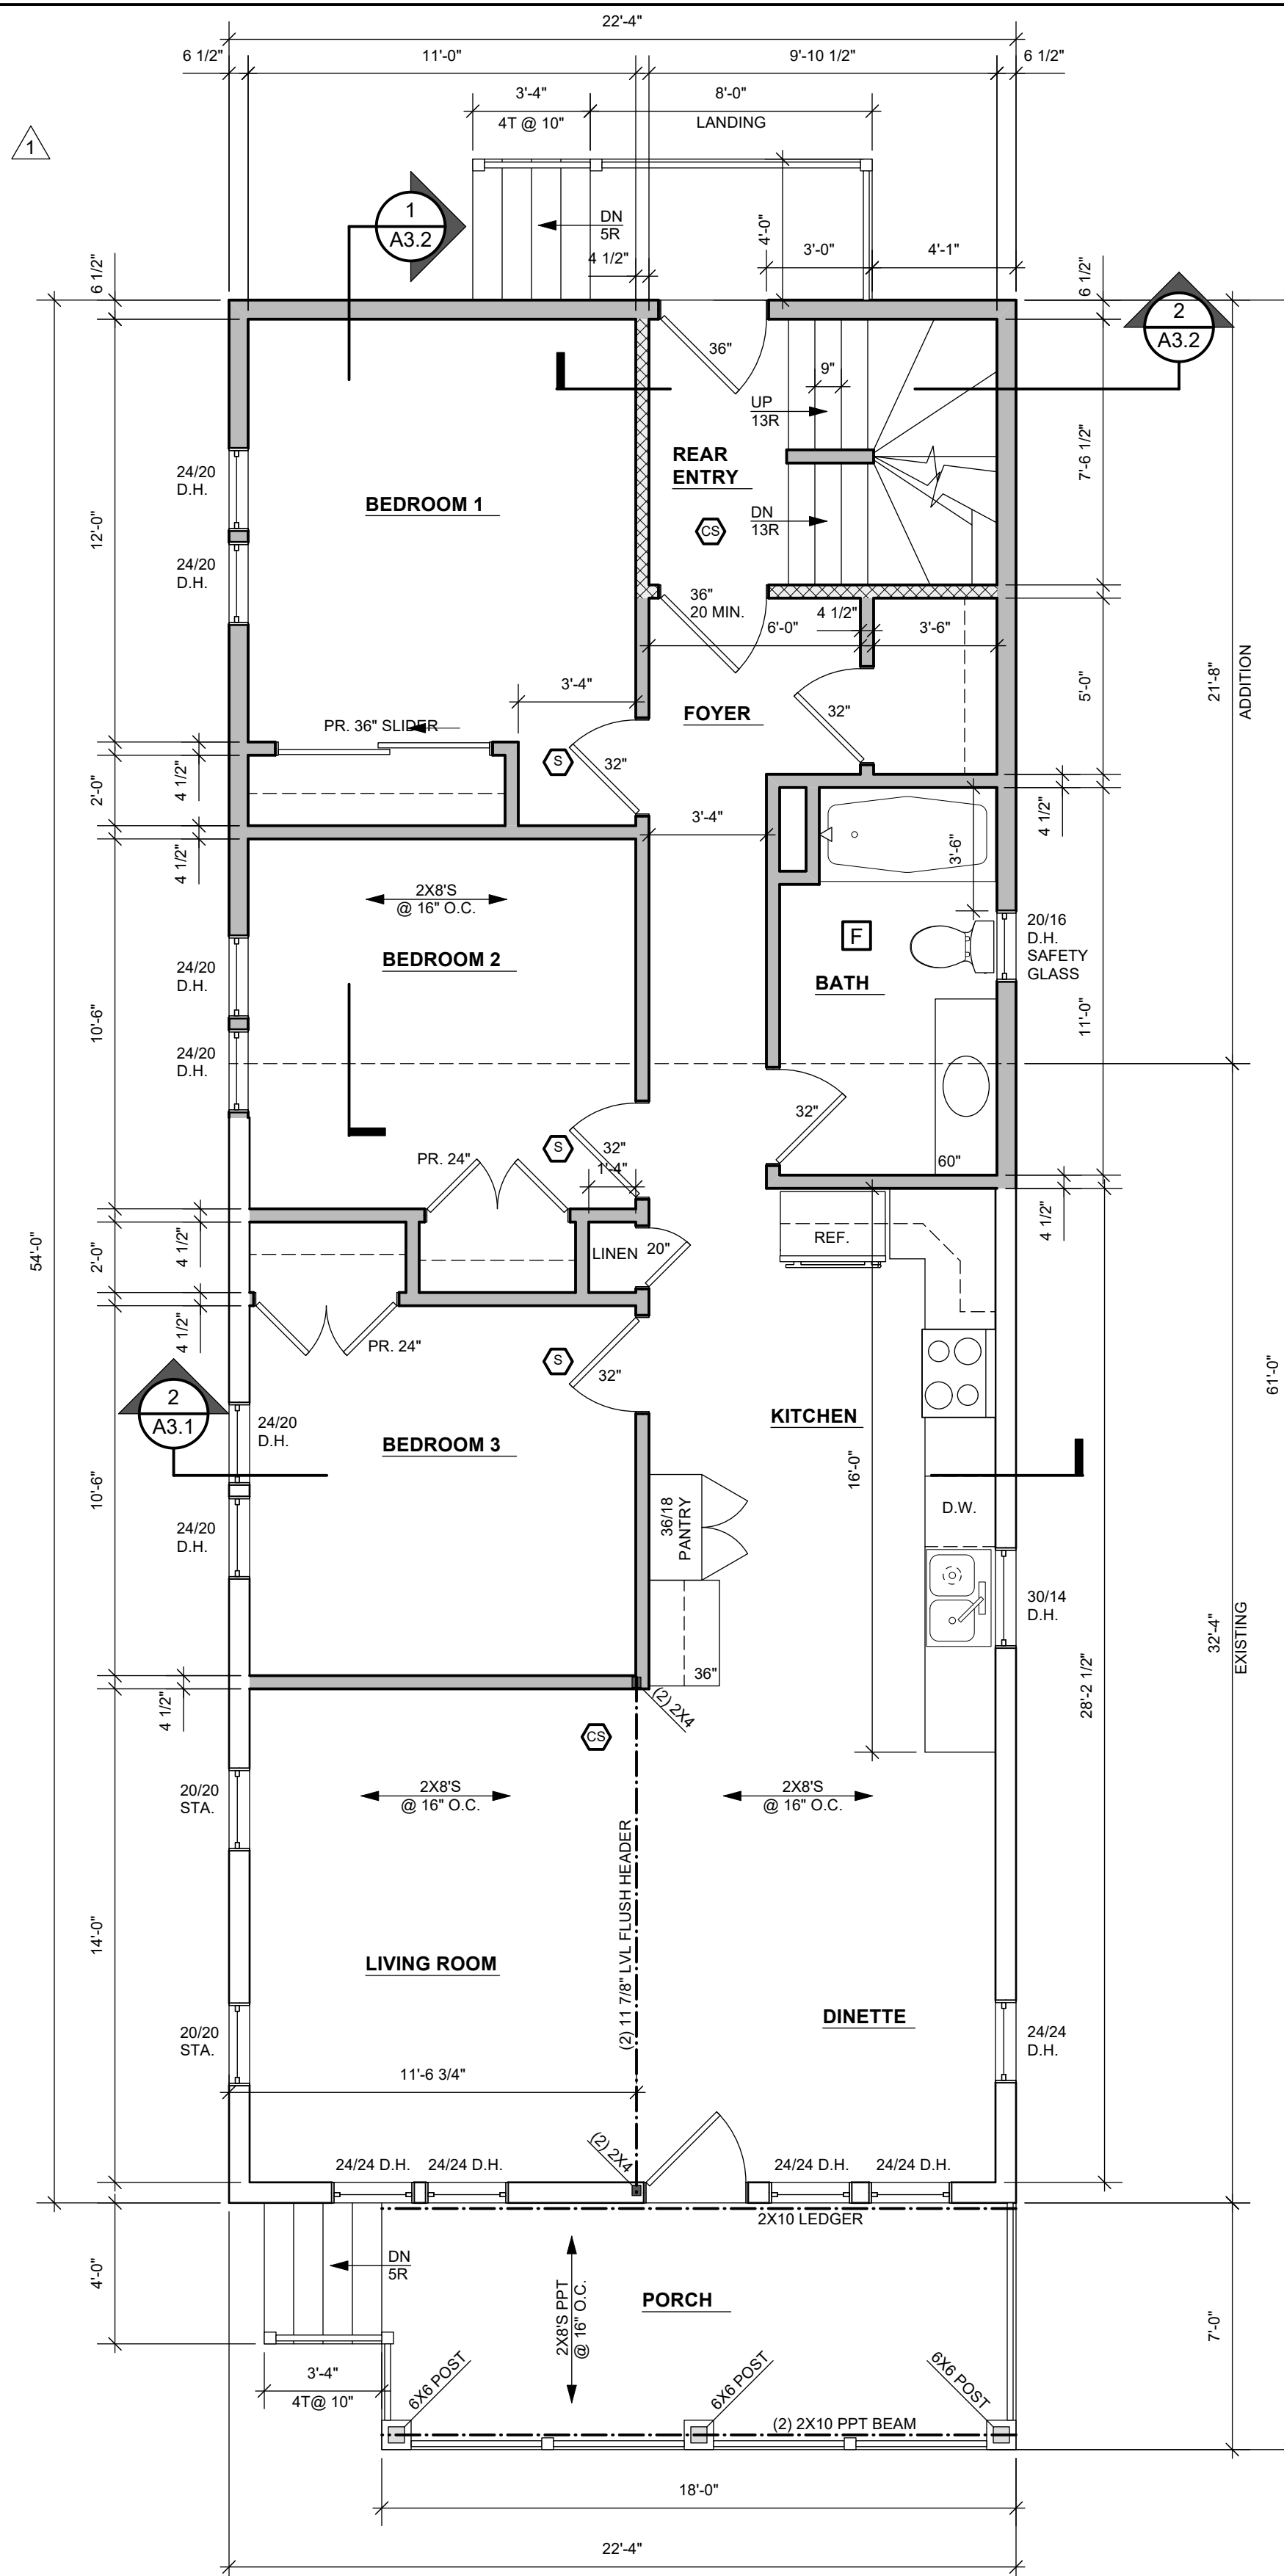 22'-4"
6 1/2"
11'-0"
9'-10 1/2"
6 1/2"
3'-4"
4T @ 10"
8'-0"
LANDING
1
1
A3.2
DN
5R
4'-0"
3'-0"
4'-1"
4 1/2"
6 1/2"
6 1/2"
2
A3.2
36"
9"
UP
13R
REAR
ENTRY
7'-6 1/2"
24/20
D.H.
BEDROOM 1
DN
13R
CS
12'-0"
24/20
D.H.
36"
20 MIN.
4 1/2"
6'-0"
3'-6"
3'-4"
5'-0"
21'-8"
ADDITION
PR. 36" SLIDER
FOYER
32"
S
32"
2'-0"
4 1/2"
3'-4"
4 1/2"
4 1/2"
3'-6"
2X8'S
@ 16" O.C.
20/16
D.H.
SAFETY
GLASS
F
BEDROOM 2
24/20
D.H.
BATH
10'-6"
11'-0"
24/20
D.H.
32"
S
32"
PR. 24"
1'-4"
60"
54'-0"
2'-0"
4 1/2"
4 1/2"
REF.
LINEN
20"
4 1/2"
PR. 24"
S
32"
61'-0"
2
A3.1
24/20
D.H.
BEDROOM 3
KITCHEN
16'-0"
10'-6"
24/20
D.H.
36/18
PANTRY
D.W.
30/14
D.H.
32'-4"
EXISTING
36"
28'-2 1/2"
4 1/2"
(2) 2X4
CS
20/20
STA.
2X8'S
@ 16" O.C.
2X8'S
@ 16" O.C.
(2) 11 7/8" LVL FLUSH HEADER
14'-0"
LIVING ROOM
DINETTE
20/20
STA.
24/24
D.H.
11'-6 3/4"
(2) 2X4
24/24 D.H.
24/24 D.H.
24/24 D.H.
24/24 D.H.
2X10 LEDGER
4'-0"
DN
5R
2X8'S PPT
@ 16" O.C.
PORCH
7'-0"
3'-4"
4T@ 10"
6X6 POST
6X6 POST
6X6 POST
(2) 2X10 PPT BEAM
18'-0"
22'-4"